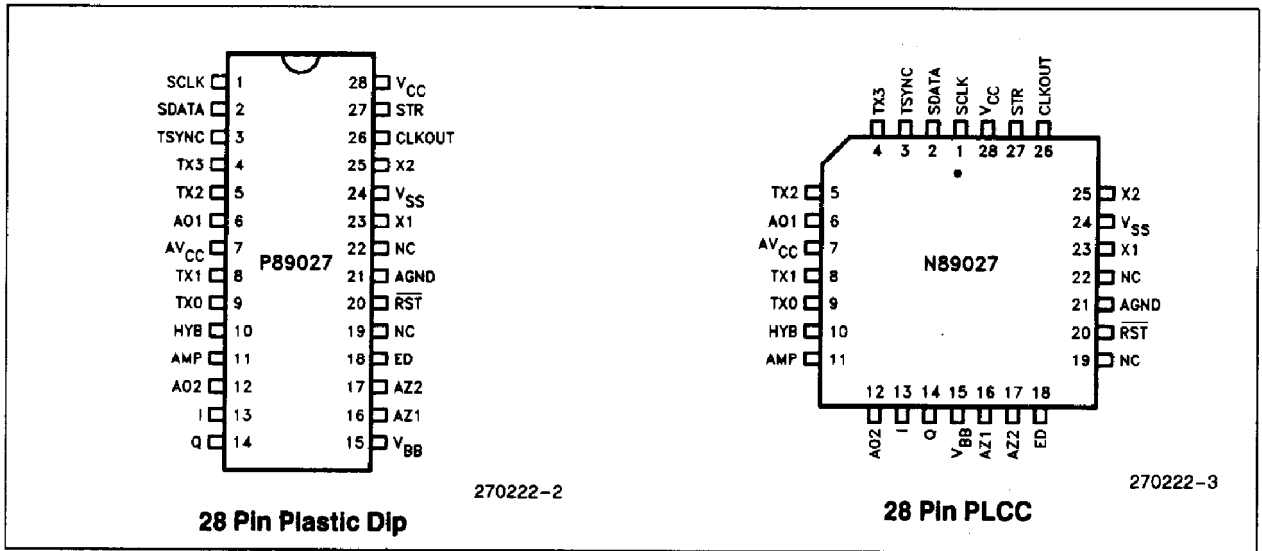 SCLK 1 28 VCC
SDATA 2 27 STR
TSYNC 3 26 CLKOUT
TX3 4 25 X2
TX2 5 24 VSS
AO1 6 23 X1
AVCC 7 22 NC
P89027
TX1 8 21 AGND
TX0 9 20 RST
HYB 10 19 NC
AMP 11 18 ED
AO2 12 17 AZ2
I 13 16 AZ1
Q 14 15 VBB
270222-2
28 Pin Plastic Dip
TX3 TSYNC SDATA SCLK VCC STR CLKOUT
4 3 2 1 28 27 26
TX2 5 25 X2
AO1 6 24 VSS
AVCC 7 23 X1
N89027
TX1 8 22 NC
TX0 9 21 AGND
HYB 10 20 RST
AMP 11 19 NC
12 13 14 15 16 17 18
AO2 I Q VBB AZ1 AZ2 ED
270222-3
28 Pin PLCC